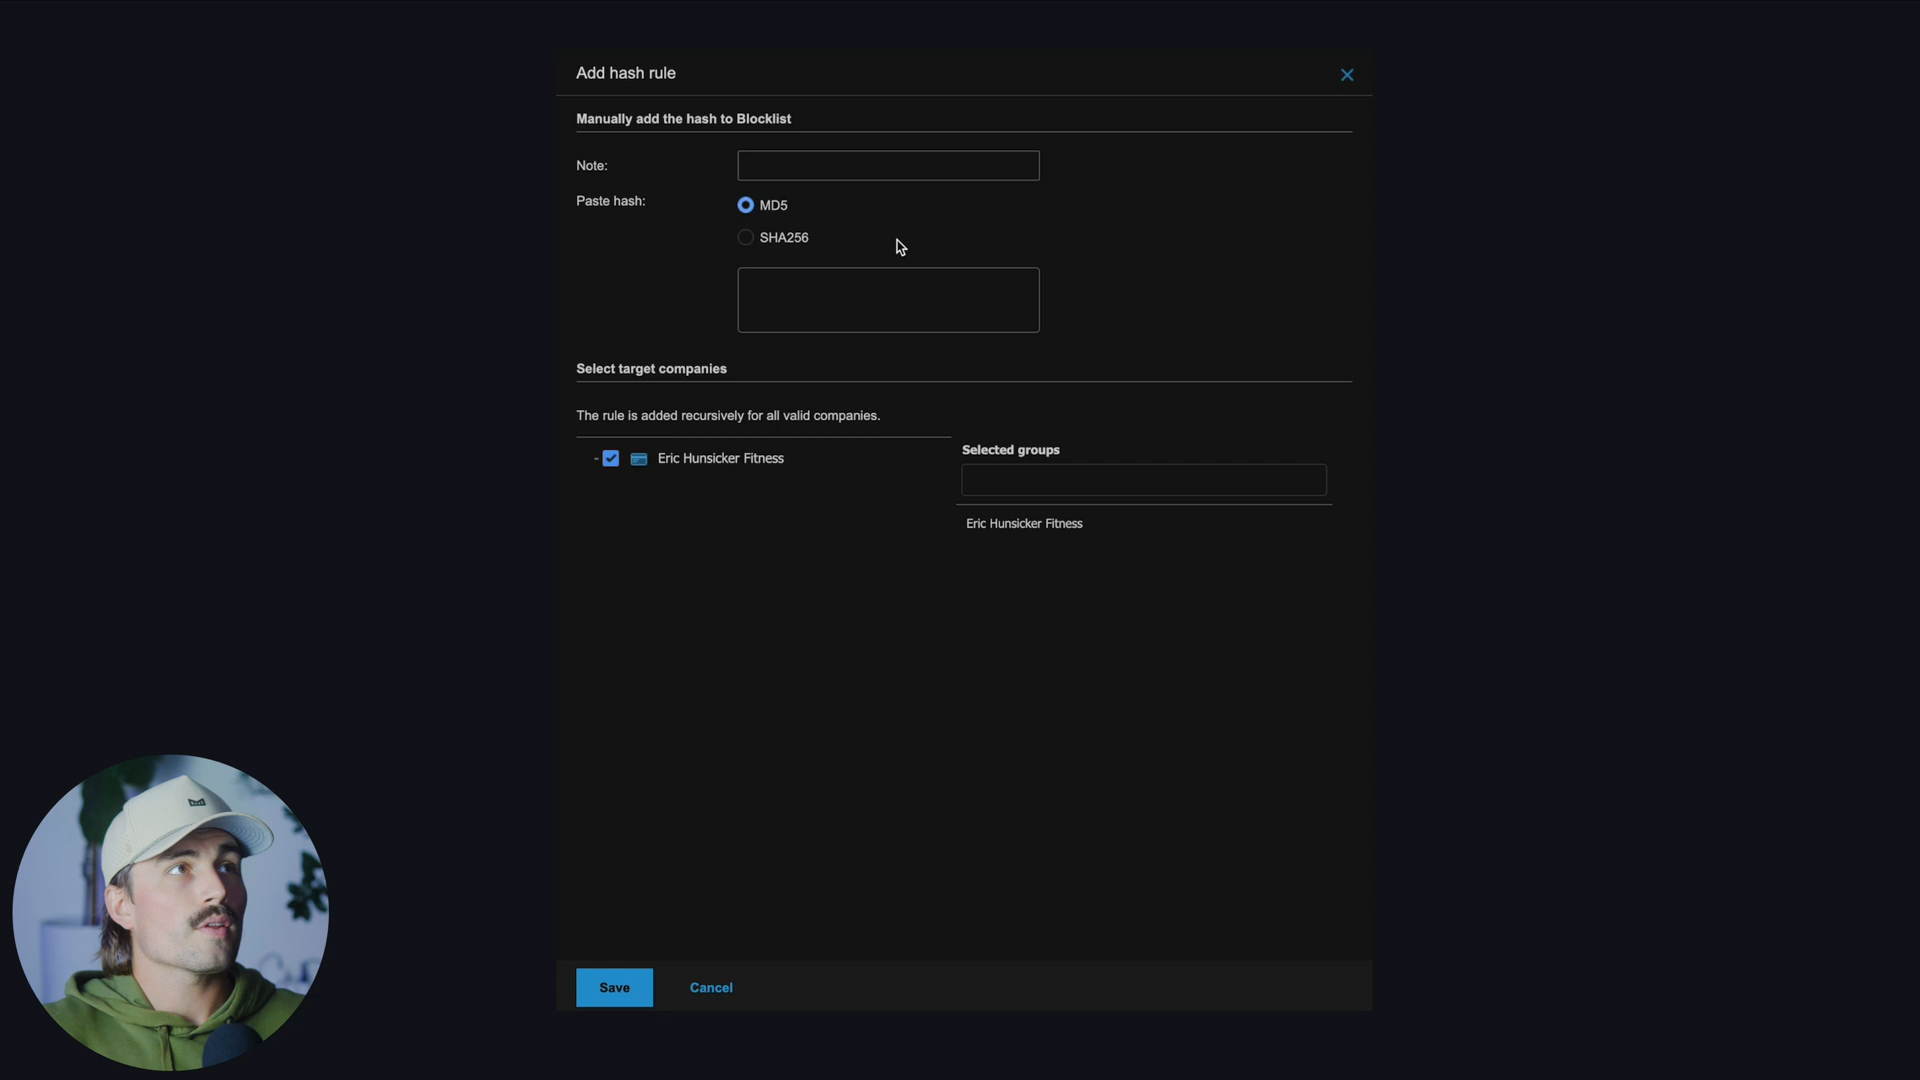 Add hash rule
Manually add the hash to Blocklist
Note:
Paste hash:
MD5
SHA256
Select target companies
The rule is added recursively for all valid companies.
Eric Hunsicker Fitness
Selected groups
Eric Hunsicker Fitness
Save
Cancel